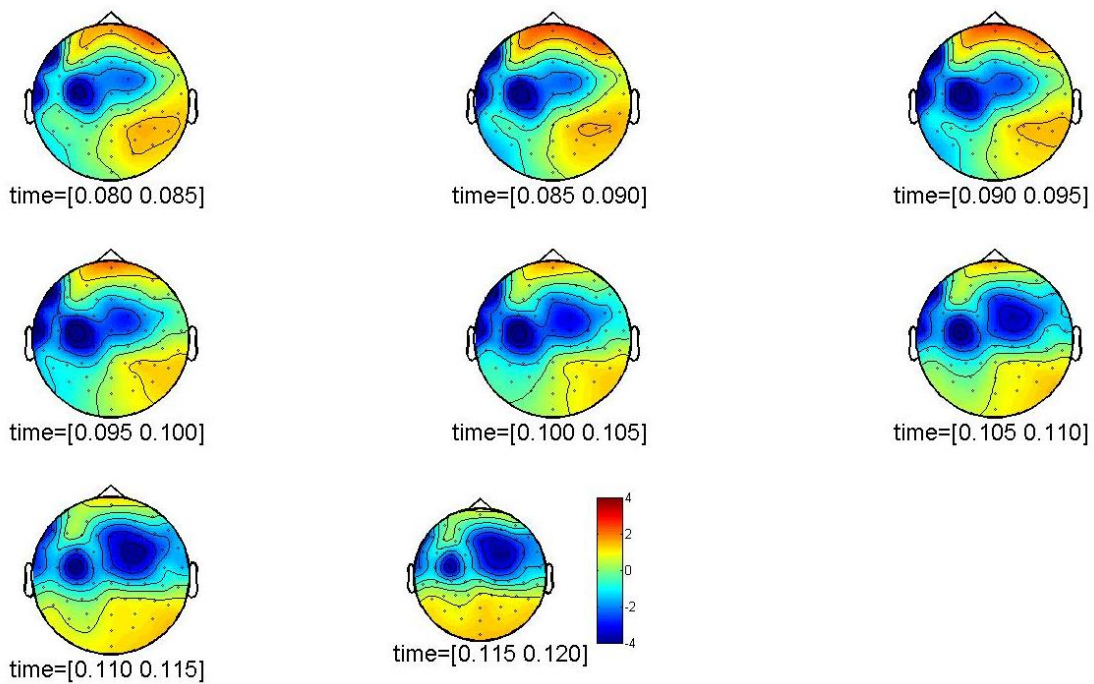 time=[0.080 0.085]
time=[0.085 0.090]
time=[0.090 0.095]
time=[0.095 0.100]
time=[0.100 0.105]
time=[0.105 0.110]
4
2
0
-2
-4
time=[0.110 0.115]
time=[0.115 0.120]